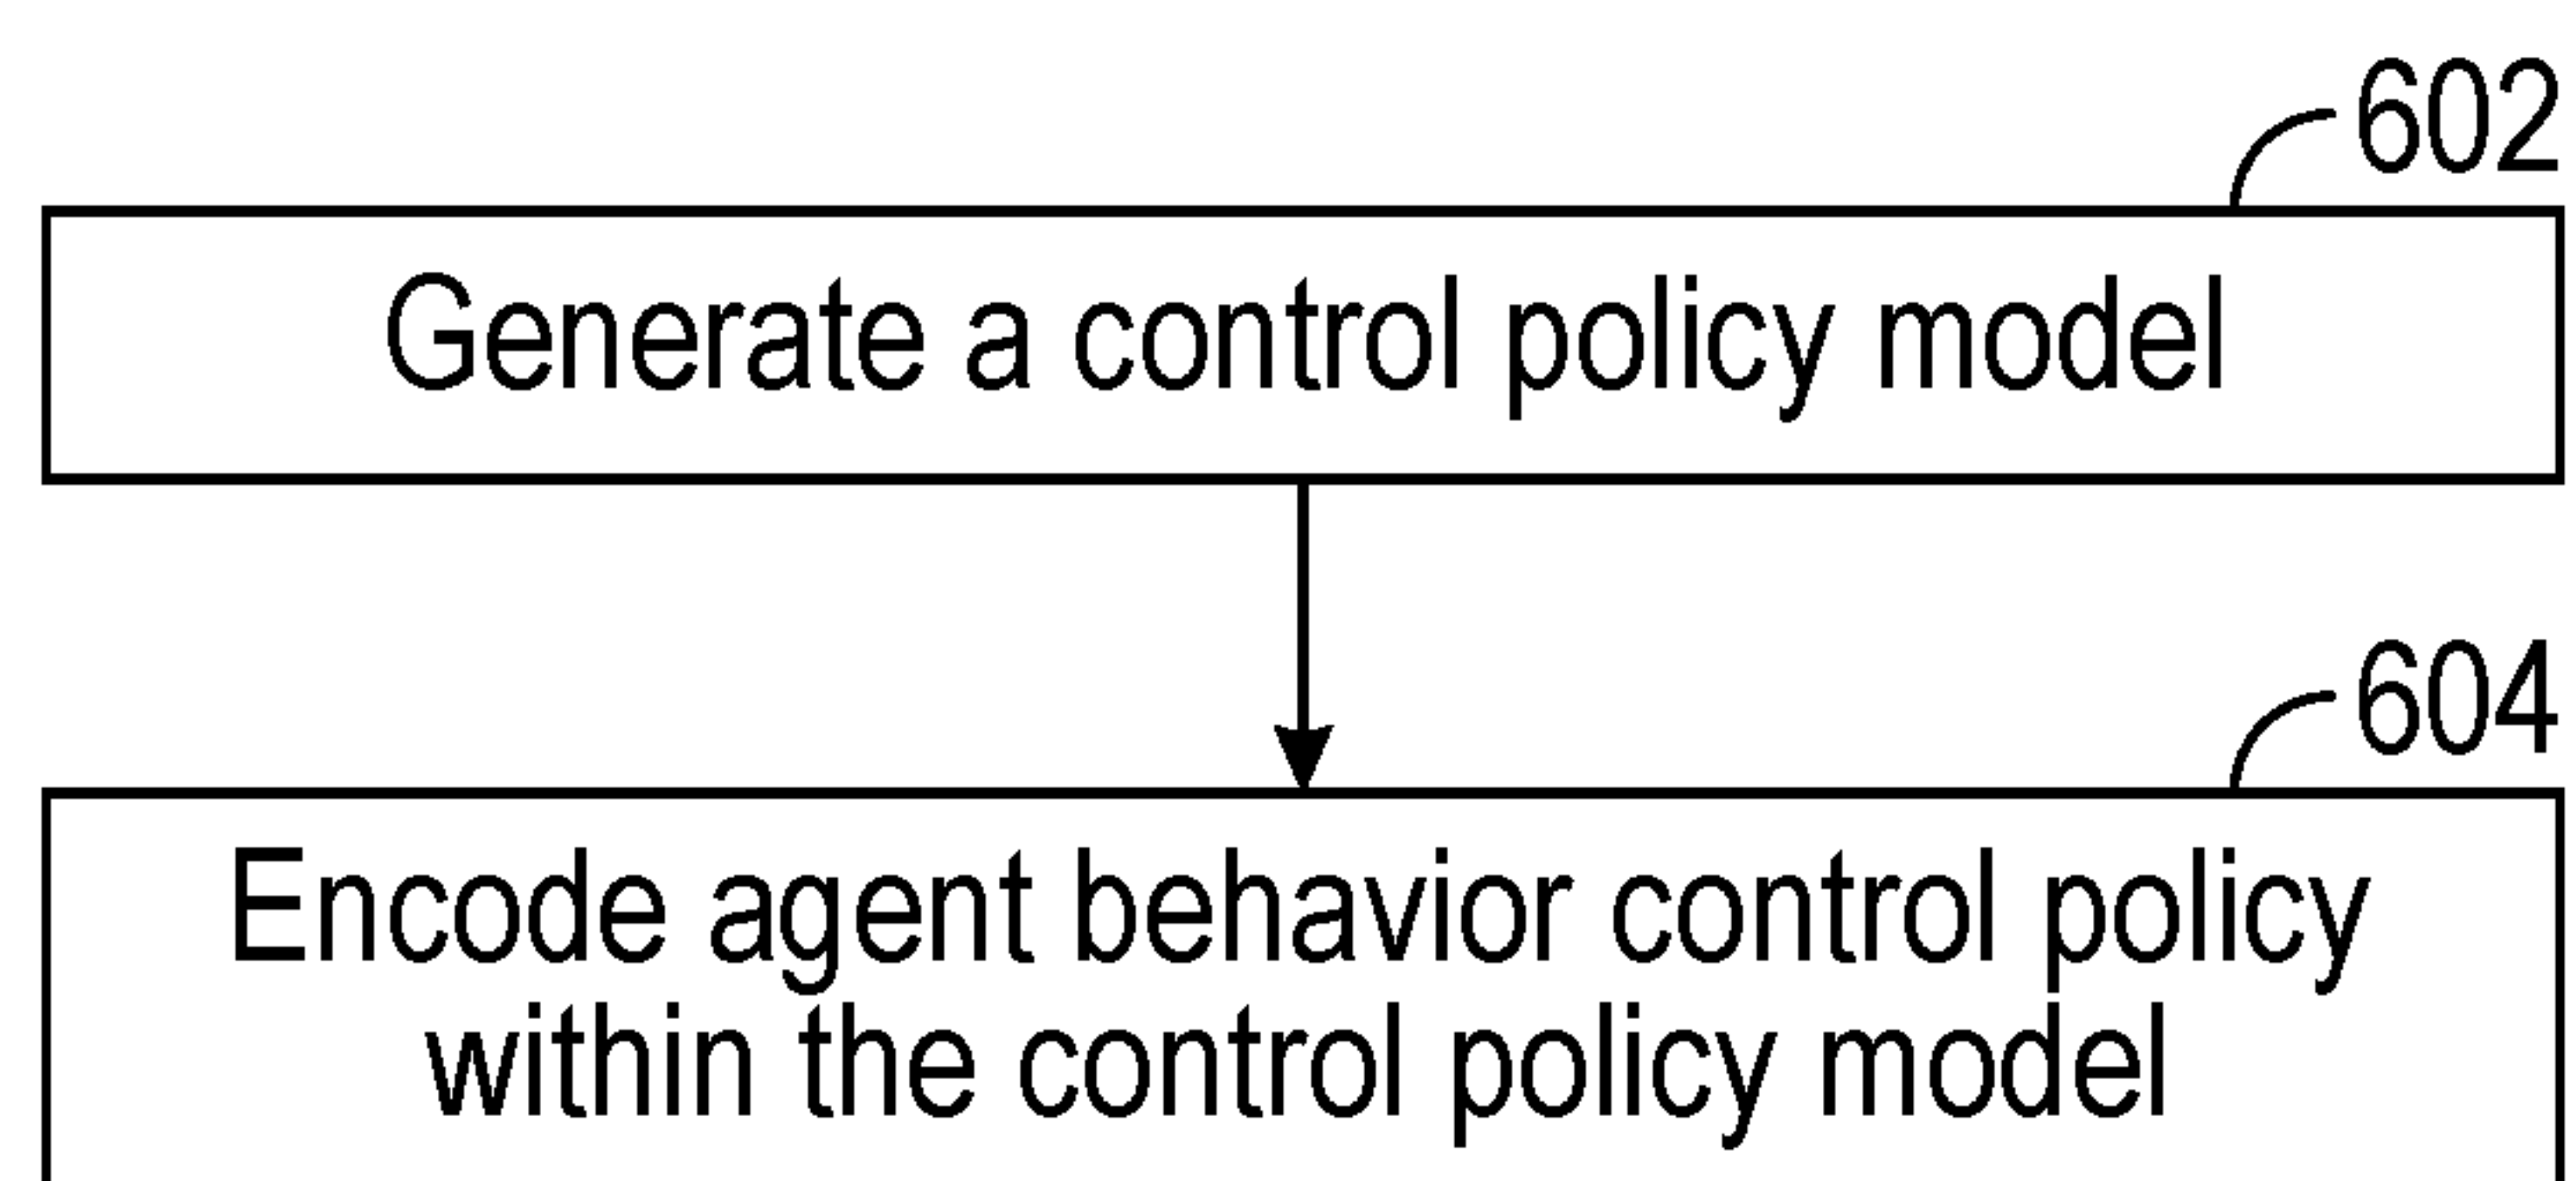 602
Generate a control policy model
604
Encode agent behavior control policy
within the control policy model